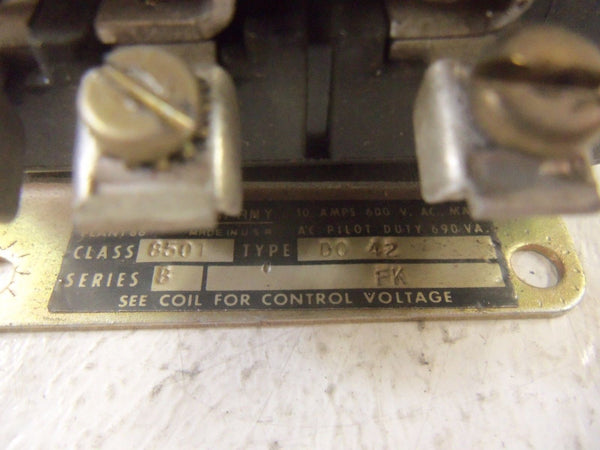 10 AMPS 600 V. AC. MA
MADE IN U.S.A. AC PILOT DUTY 690 VA.
CLASS 8501 TYPE DO 42
SERIES B FK
SEE COIL FOR CONTROL VOLTAGE